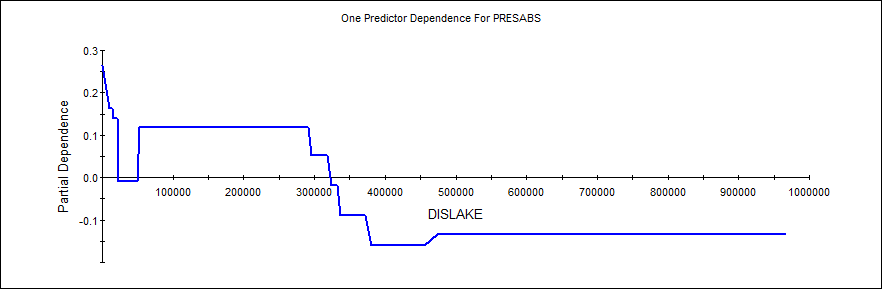 One Predictor Dependence For PRESABS
Partial Dependence
0.3
0.2
0.1
0.0
-0.1
100000 200000 300000 400000 500000 600000 700000 800000 900000 1000000
DISLAKE